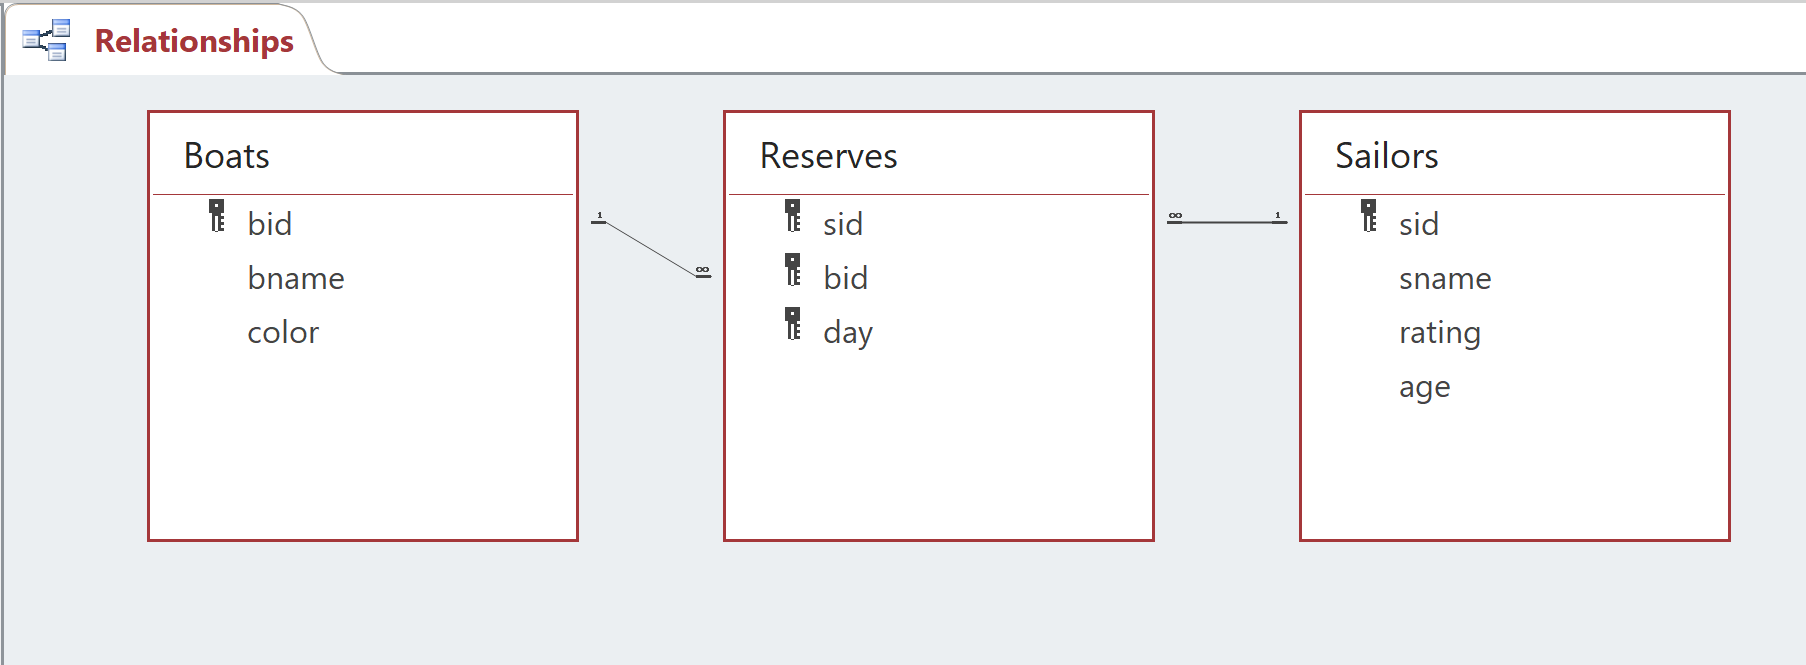 Relationships
Boats
bid
bname
color
1
∞
Reserves
sid
bid
day
∞
1
Sailors
sid
sname
rating
age